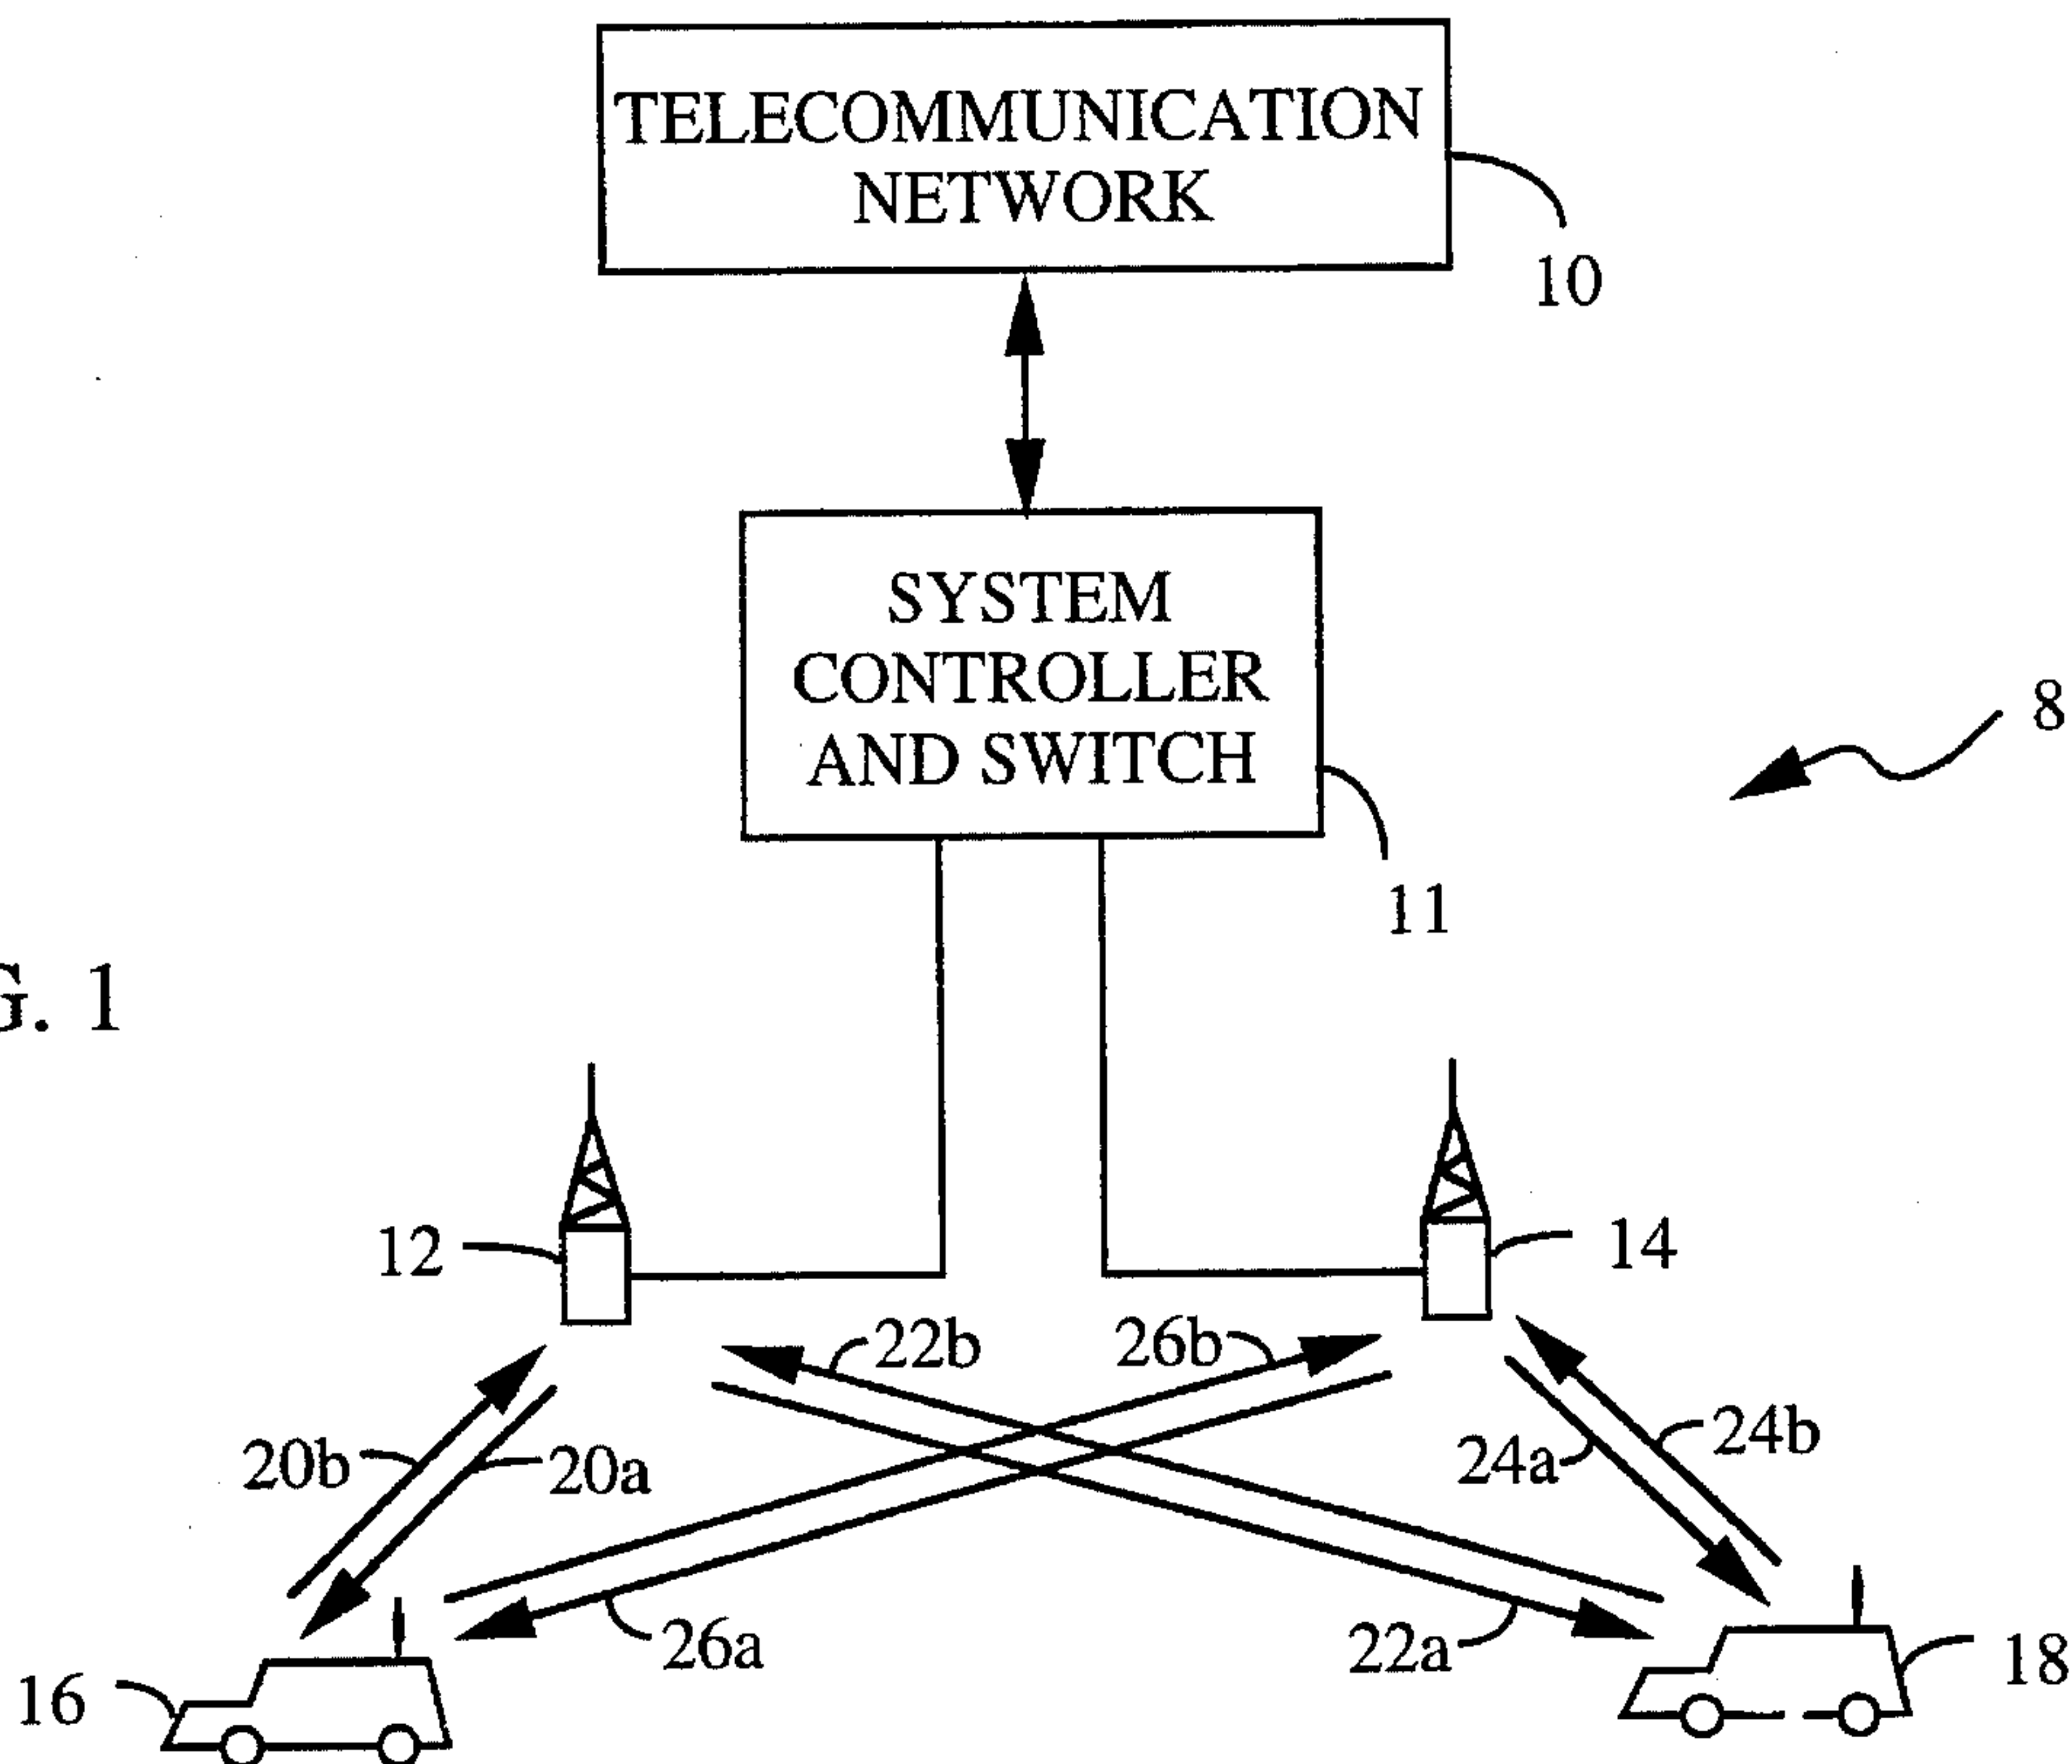 TELECOMMUNICATION
NETWORK
10
SYSTEM
CONTROLLER
AND SWITCH
8
11
G. 1
12
14
22b
26b
20b
20a
24a
24b
26a
22a
16
18